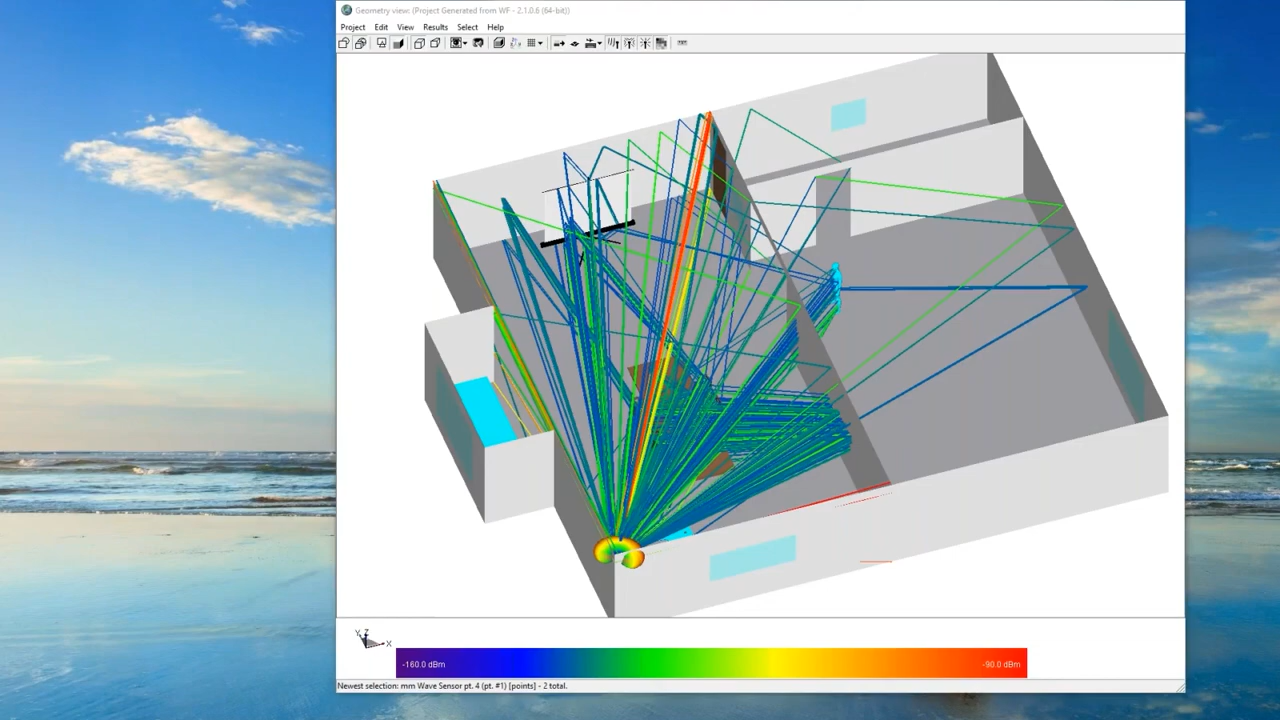 Geometry view: (Project Generated from WF - 2.1.0.6 (64-bit))
Project Edit View Results Select Help
Y Z X
-160.0 dBm -90.0 dBm
Newest selection: mm Wave Sensor pt. 4 (pt. #1) [points] - 2 total.